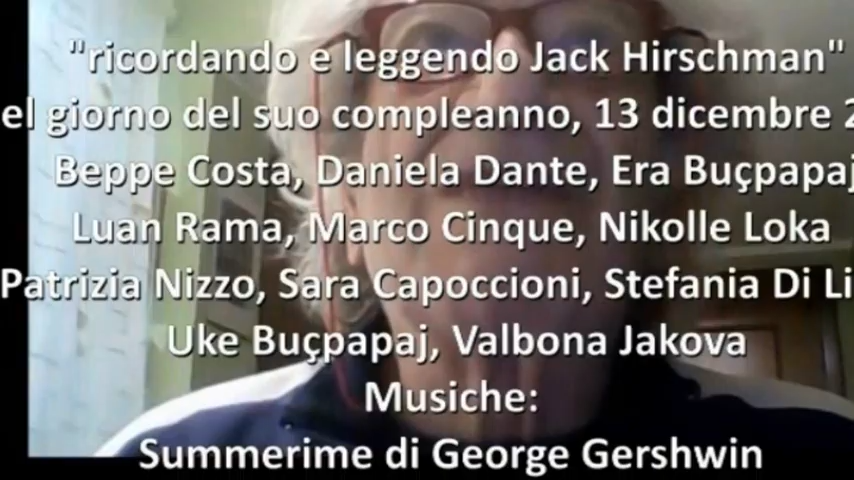 "ricordando e leggendo Jack Hirschman"
el giorno del suo compleanno, 13 dicembre 2
Beppe Costa, Daniela Dante, Era Buçpapaj
Luan Rama, Marco Cinque, Nikolle Loka
Patrizia Nizzo, Sara Capoccioni, Stefania Di Li
Uke Buçpapaj, Valbona Jakova
Musiche:
Summerime di George Gershwin